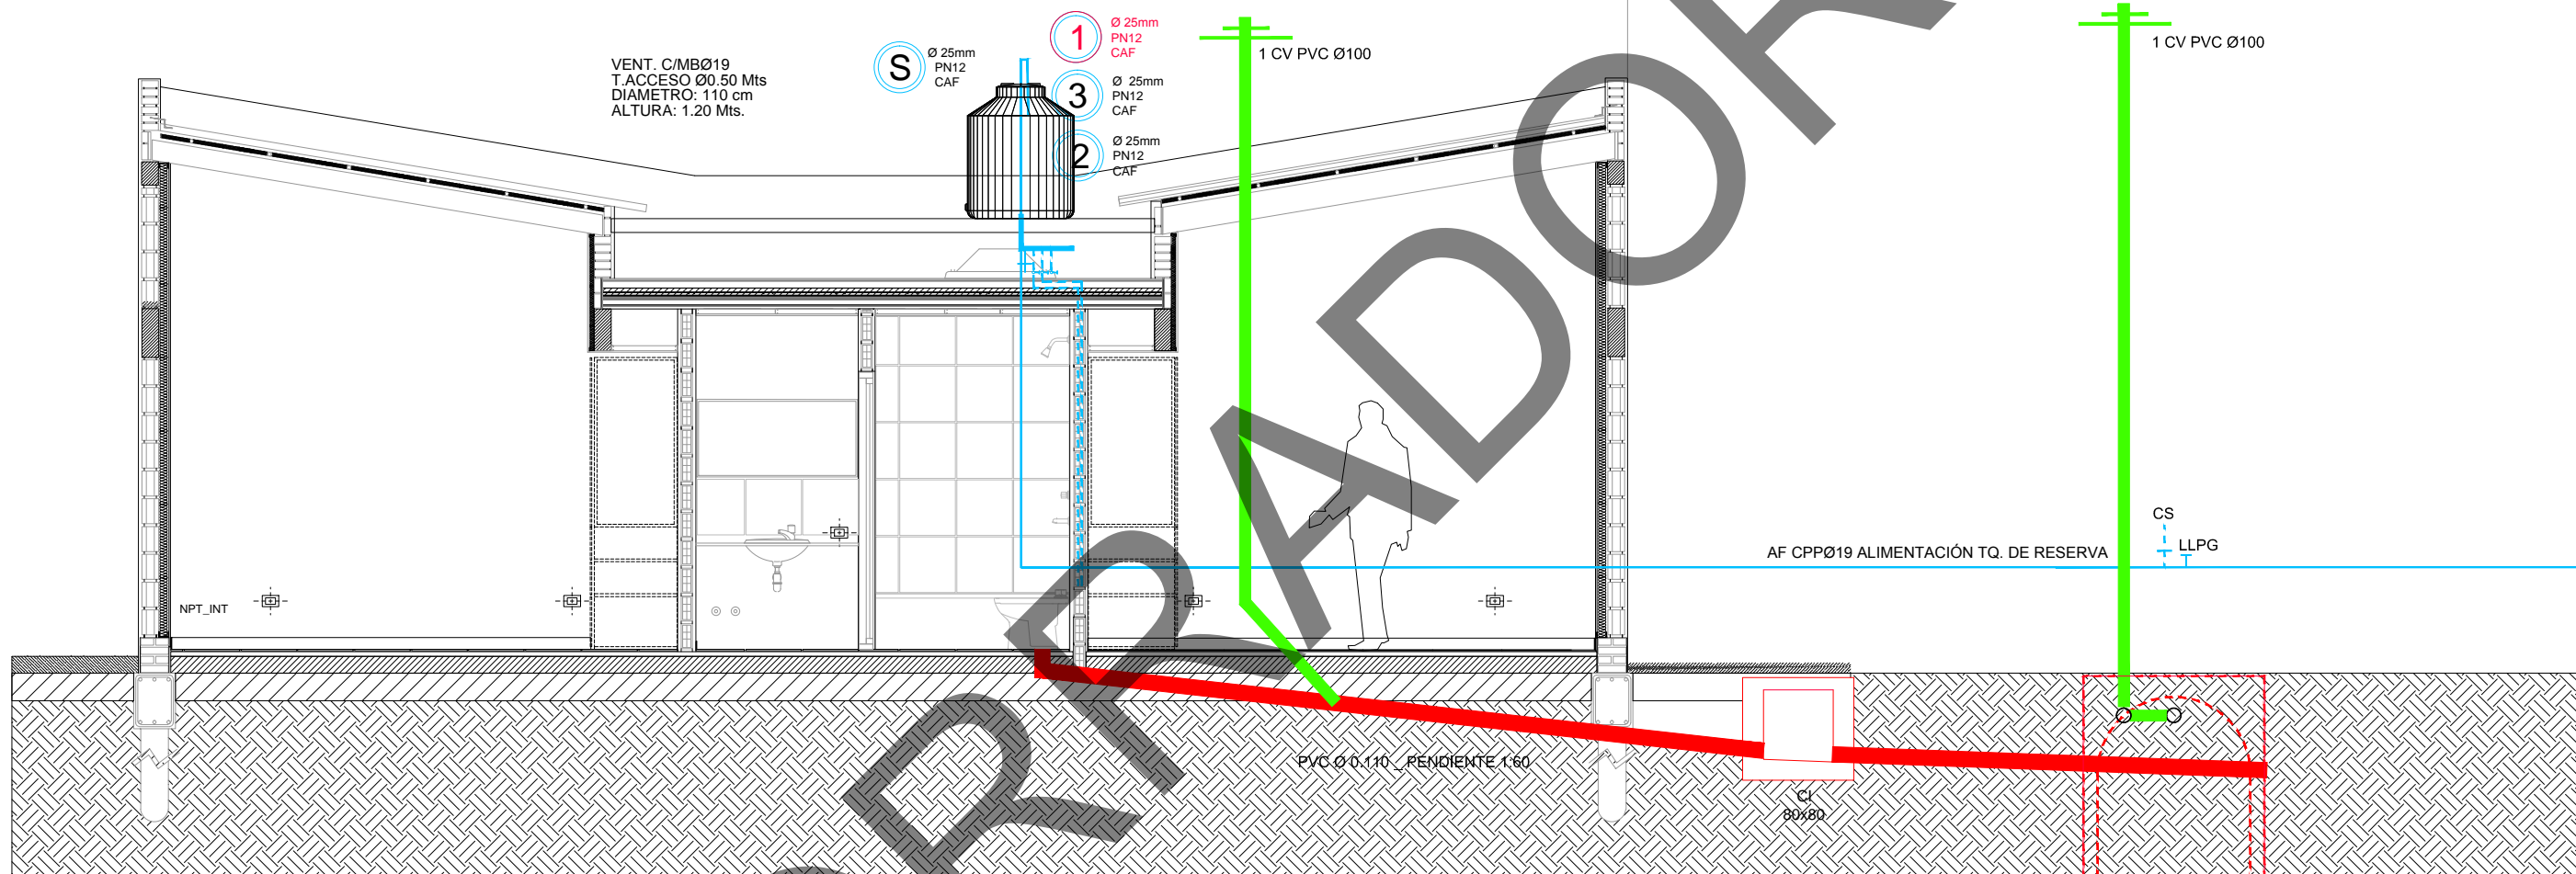 VENT. C/MBØ19
T.ACCESO Ø0.50 Mts
DIAMETRO: 110 cm
ALTURA: 1.20 Mts.
S
Ø 25mm
PN12
CAF
1
Ø 25mm
PN12
CAF
3
Ø 25mm
PN12
CAF
2
Ø 25mm
PN12
CAF
1 CV PVC Ø100
1 CV PVC Ø100
CS
LLPG
AF CPPØ19 ALIMENTACIÓN TQ. DE RESERVA
NPT_INT
PVC Ø 0.110 _ PENDIENTE 1:60
CI
80x80
RRADOR